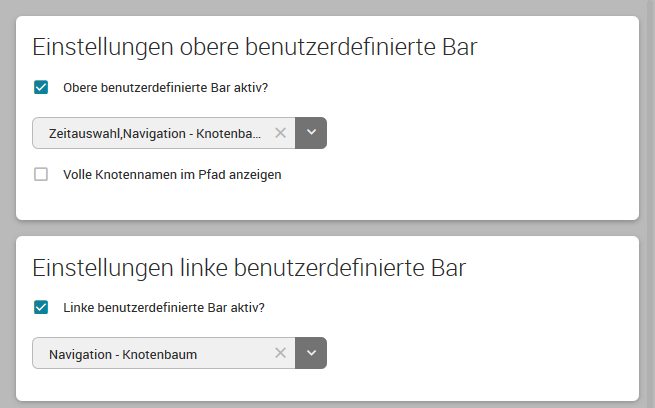 Einstellungen obere benutzerdefinierte Bar
Obere benutzerdefinierte Bar aktiv?
Zeitauswahl,Navigation - Knotenba...
Volle Knotennamen im Pfad anzeigen
Einstellungen linke benutzerdefinierte Bar
Linke benutzerdefinierte Bar aktiv?
Navigation - Knotenbaum